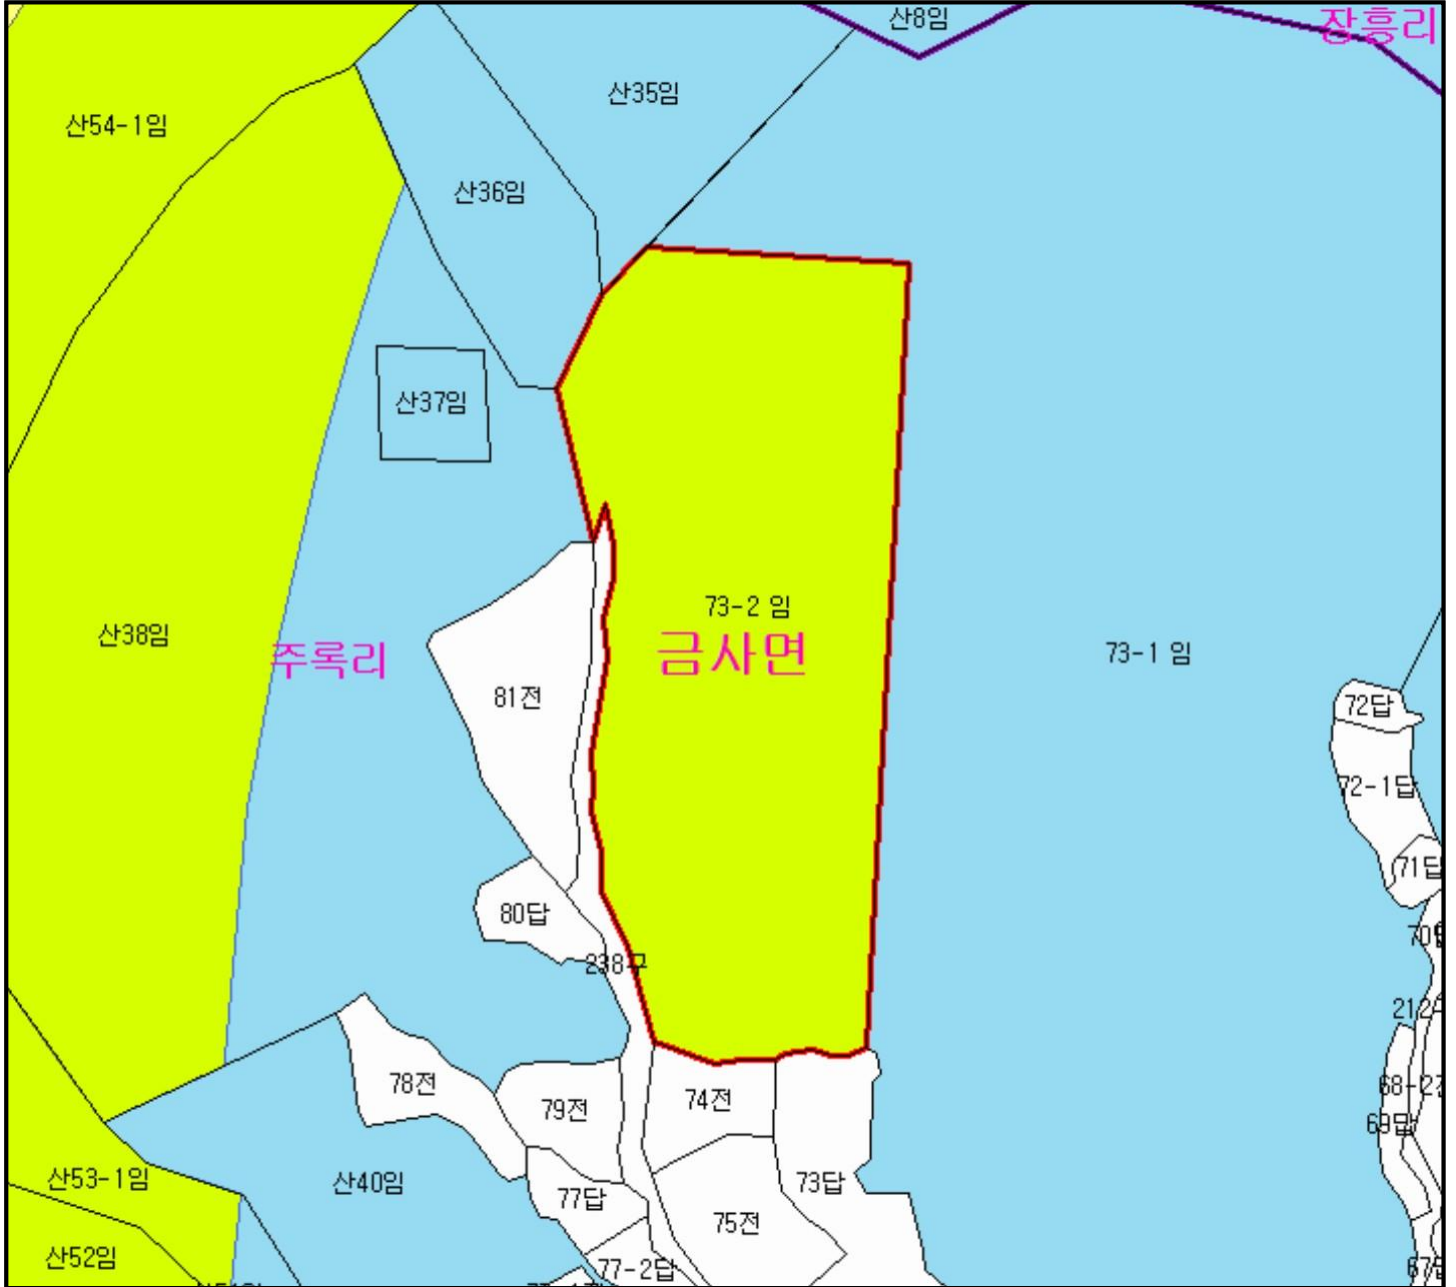 산8임
장흥리
산35임
산54-1임
산36임
산37임
73-2 임
산38임
주록리
금사면
73-1 임
81전
72답
72-1답
71답
80답
238구
78전
79전
74전
69답
산53-1임
산40임
77답
73답
75전
산52임
77-2답